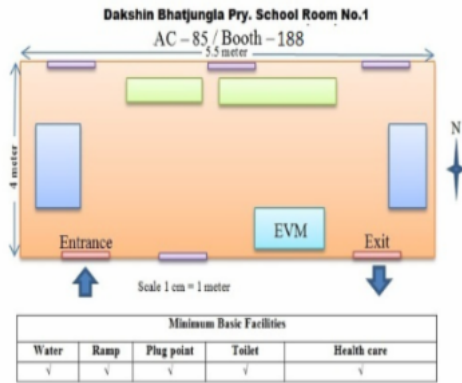 Dakshin Bhatjungla Pry. School Room No.1
AC – 85 / Booth – 188
5.5 meter
4 meter
N
EVM
Entrance
Exit
Scale 1 cm = 1 meter
Minimum Basic Facilities
Water Ramp Plug point Toilet Health care
√ √ √ √ √